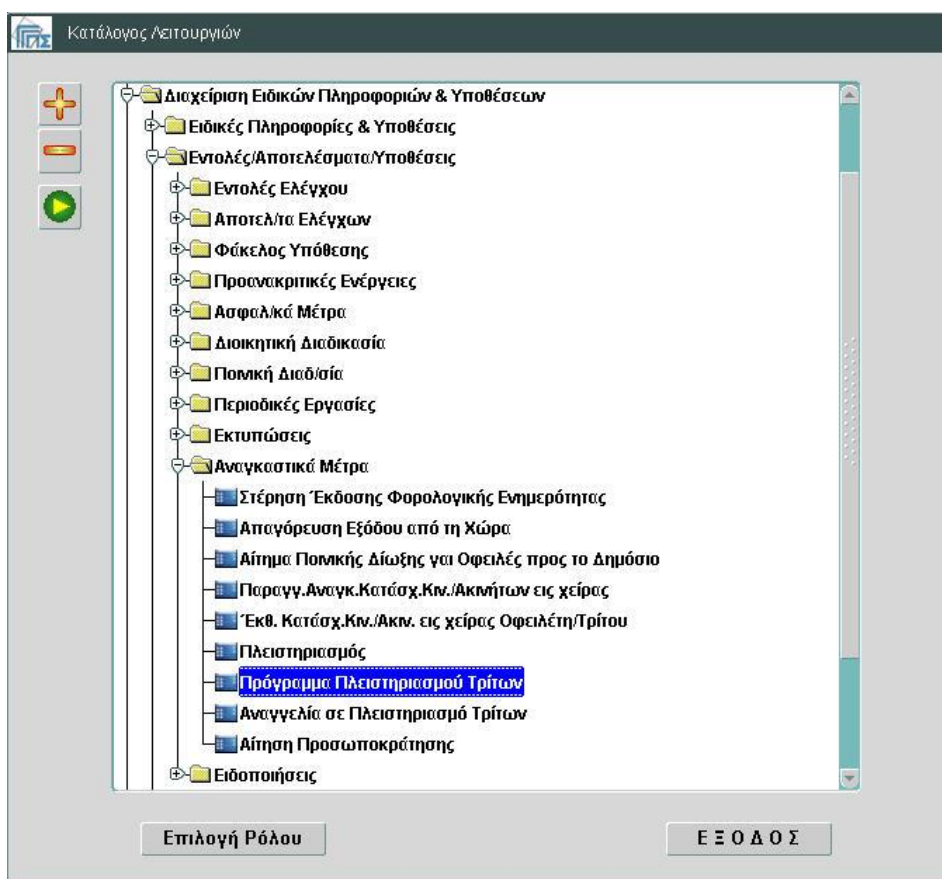 Κατάλογος Λειτουργιών
Διαχείριση Ειδικών Πληροφοριών & Υποθέσεων
Ειδικές Πληροφορίες & Υποθέσεις
Εντολές/Αποτελέσματα/Υποθέσεις
Εντολές Ελέγχου
Αποτελ/τα Ελέγχων
Φάκελος Υπόθεσης
Προανακριτικές Ενέργειες
Ασφαλ/κά Μέτρα
Διοικητική Διαδικασία
Ποινική Διαδ/σία
Περιοδικές Εργασίες
Εκτυπώσεις
Αναγκαστικά Μέτρα
Στέρηση Έκδοσης Φορολογικής Ενημερότητας
Απαγόρευση Εξόδου από τη Χώρα
Αίτημα Ποινικής Δίωξης γαι Οφειλές προς το Δημόσιο
Παραγγ.Αναγκ.Κατάσχ.Κιν./Ακινήτων εις χείρας
Έκθ. Κατάσχ.Κιν./Ακιν. εις χείρας Οφειλέτη/Τρίτου
Πλειστηριασμός
Πρόγραμμα Πλειστηριασμού Τρίτων
Αναγγελία σε Πλειστηριασμό Τρίτων
Αίτηση Προσωποκράτησης
Ειδοποιήσεις
Επιλογή Ρόλου
Ε Ξ Ο Δ Ο Σ